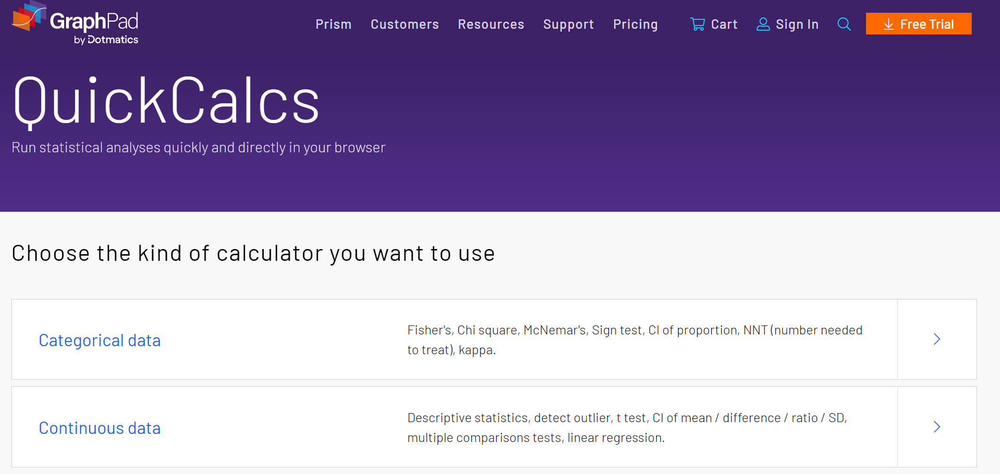 GraphPad
by Dotmatics
Prism Customers Resources Support Pricing Cart Sign In Free Trial
QuickCalcs
Run statistical analyses quickly and directly in your browser
Choose the kind of calculator you want to use
Categorical data
Fisher's, Chi square, McNemar's, Sign test, CI of proportion, NNT (number needed
to treat), kappa.
Continuous data
Descriptive statistics, detect outlier, t test, CI of mean / difference / ratio / SD,
multiple comparisons tests, linear regression.